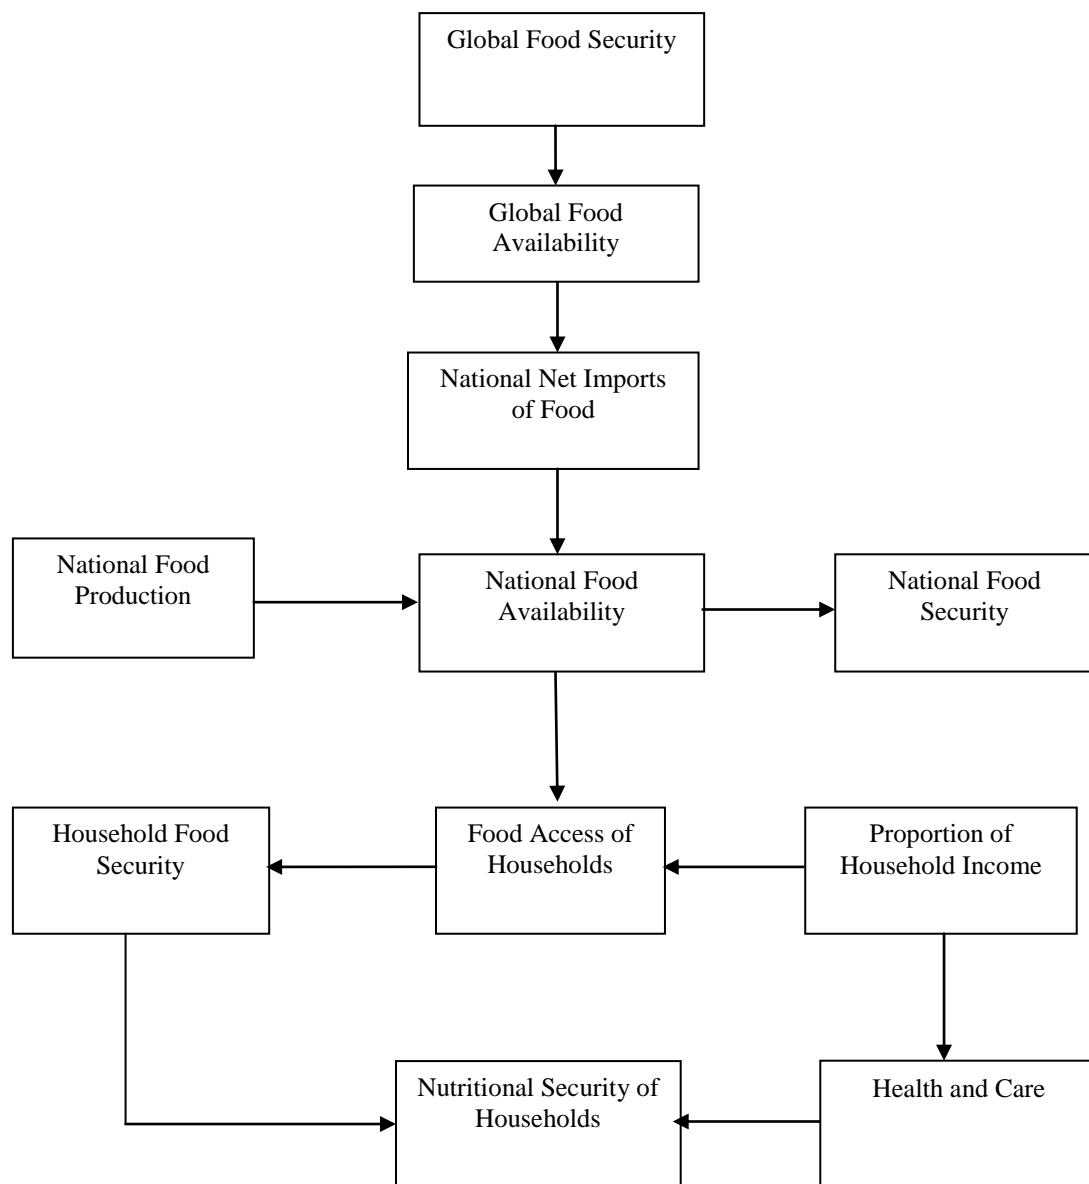 Global Food Security
Global Food
Availability
National Net Imports
of Food
National Food
Production
National Food
Availability
National Food
Security
Household Food
Security
Food Access of
Households
Proportion of
Household Income
Nutritional Security of
Households
Health and Care